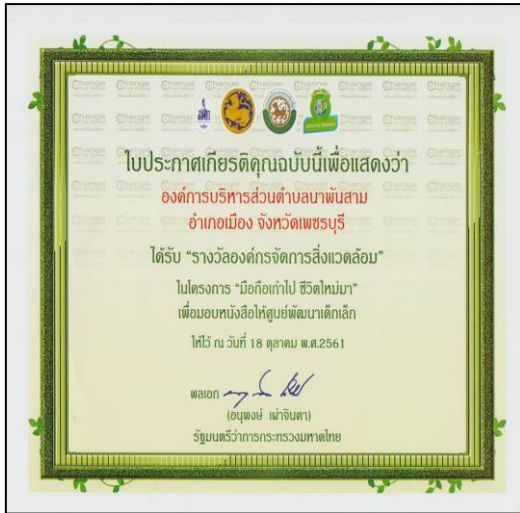 ใบประกาศเกียรติคุณฉบับนี้เพื่อแสดงว่า
องค์การบริหารส่วนตำบลนาพันสาม
อำเภอเมือง จังหวัดเพชรบุรี
ได้รับ “รางวัลองค์กรจัดการสิ่งแวดล้อม”
ในโครงการ “มือถือเก่าไป ชีวิตใหม่มา”
เพื่อมอบหนังสือให้ศูนย์พัฒนาเด็กเล็ก
ให้ไว้ ณ วันที่ 18 ตุลาคม พ.ศ.2561
พลเอก
(อนุพงษ์ เผ่าจินดา)
รัฐมนตรีว่าการกระทรวงมหาดไทย